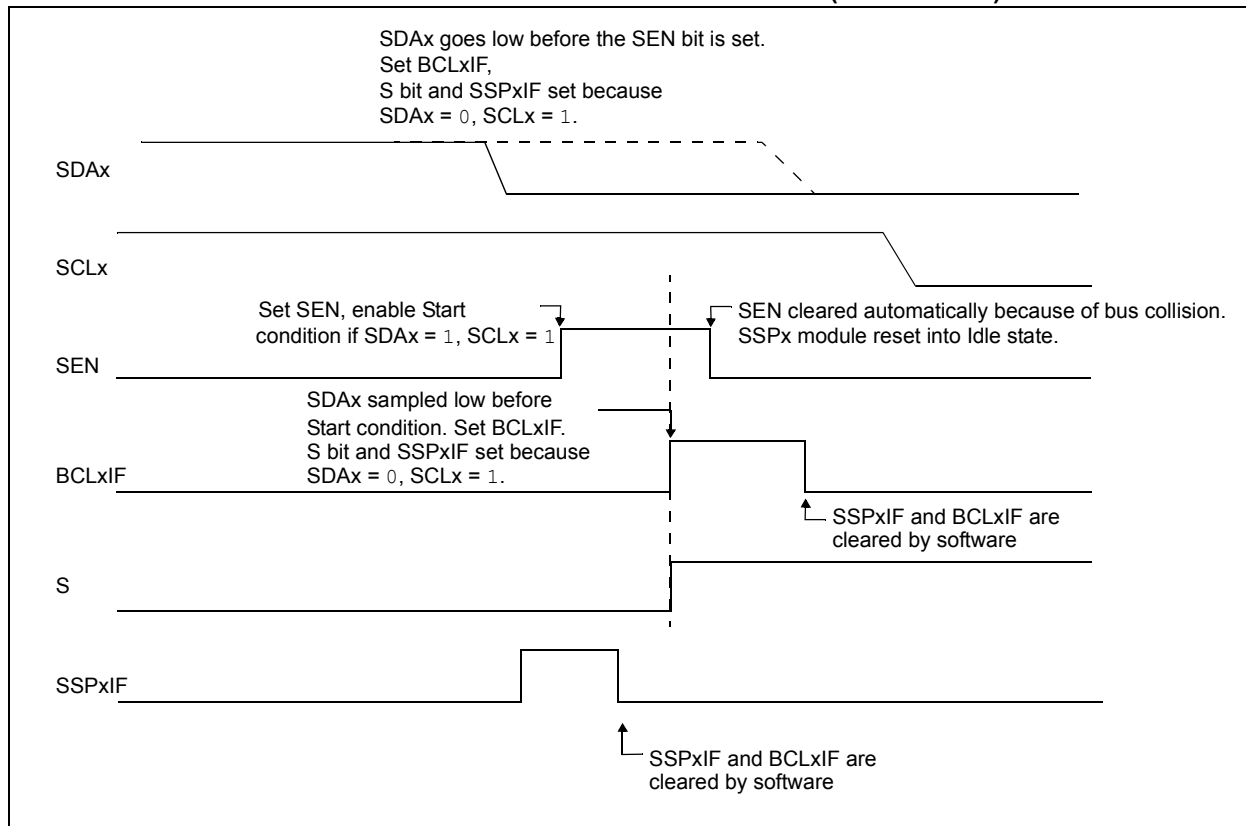 SDAx goes low before the SEN bit is set.
Set BCLxIF,
S bit and SSPxIF set because
SDAx = 0, SCLx = 1.
SDAx
SCLx
Set SEN, enable Start
condition if SDAx = 1, SCLx = 1
SEN cleared automatically because of bus collision.
SSPx module reset into Idle state.
SEN
SDAx sampled low before
Start condition. Set BCLxIF.
S bit and SSPxIF set because
SDAx = 0, SCLx = 1.
BCLxIF
SSPxIF and BCLxIF are
cleared by software
S
SSPxIF
SSPxIF and BCLxIF are
cleared by software